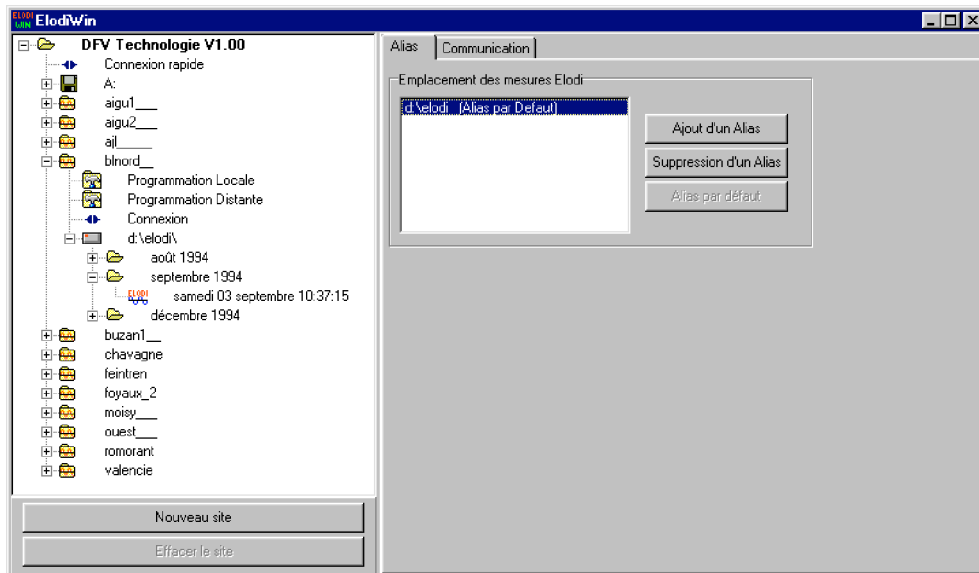 ELODI WIN ElodiWin
DFV Technologie V1.00
Connexion rapide
A:
aigu1___
aigu2___
ajl_____
blnord__
Programmation Locale
Programmation Distante
Connexion
d:\elodi\
août 1994
septembre 1994
ELODI samedi 03 septembre 10:37:15
décembre 1994
buzan1__
chavagne
feintren
foyaux_2
moisy___
ouest___
romorant
valencie
Nouveau site
Effacer le site
Alias Communication
Emplacement des mesures Elodi
d:\elodi (Alias par Defaut)
Ajout d'un Alias
Suppression d'un Alias
Alias par défaut